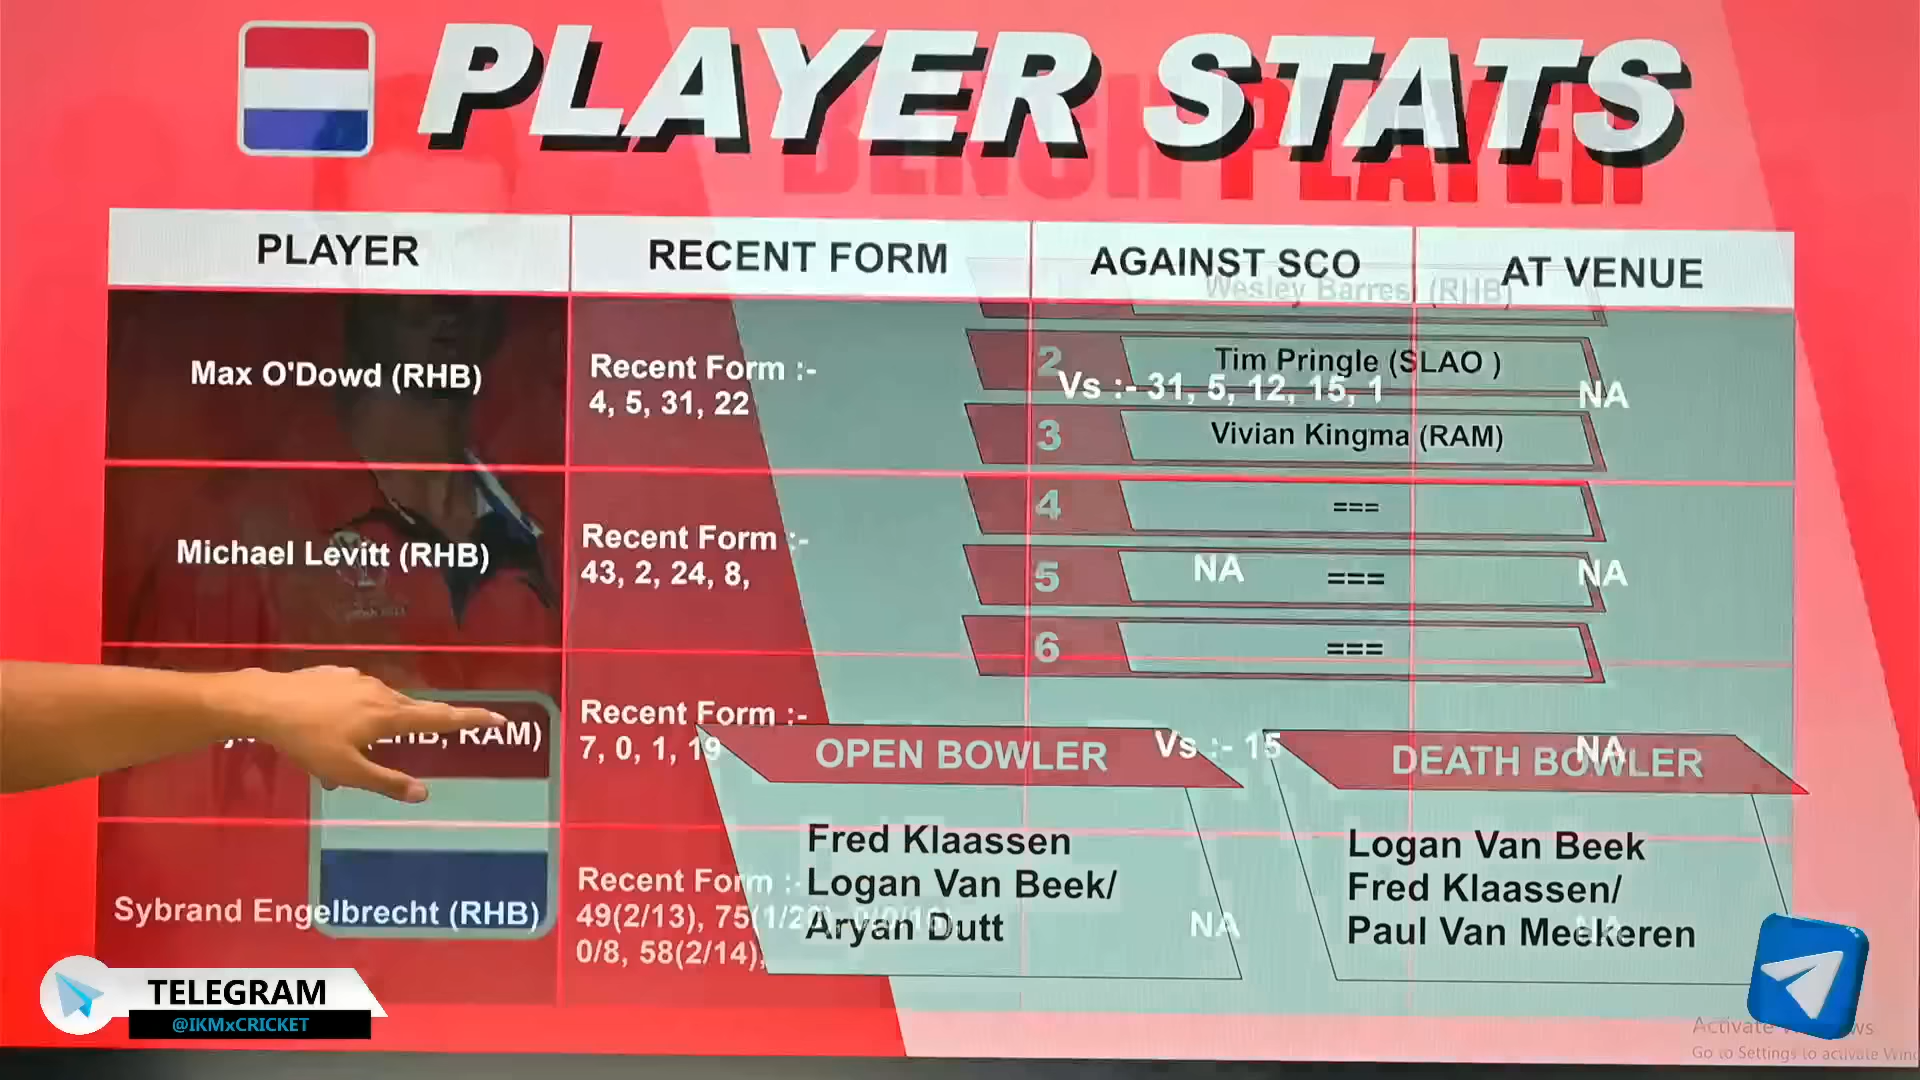 PLAYER STATS
BENCH PLAYER
PLAYER
RECENT FORM
AGAINST SCO
AT VENUE
Wesley Barresi (RHB)
Max O'Dowd (RHB)
Recent Form :-
4, 5, 31, 22
Vs :- 31, 5, 12, 15, 1
NA
2
Tim Pringle (SLAO )
3
Vivian Kingma (RAM)
4
===
Michael Levitt (RHB)
Recent Form :-
43, 2, 24, 8,
NA
NA
5
===
6
===
RAM)
Recent Form :-
7, 0, 1, 19
Vs :- 15
NA
OPEN BOWLER
DEATH BOWLER
Fred Klaassen
Logan Van Beek/
Aryan Dutt
Logan Van Beek
Fred Klaassen/
Paul Van Meekeren
Sybrand Engelbrecht (RHB)
Recent Form :-
49(2/13),
0/8, 58(2/14),
NA
NA
TELEGRAM
@IKMxCRICKET
Activate
Go to Settings to activate